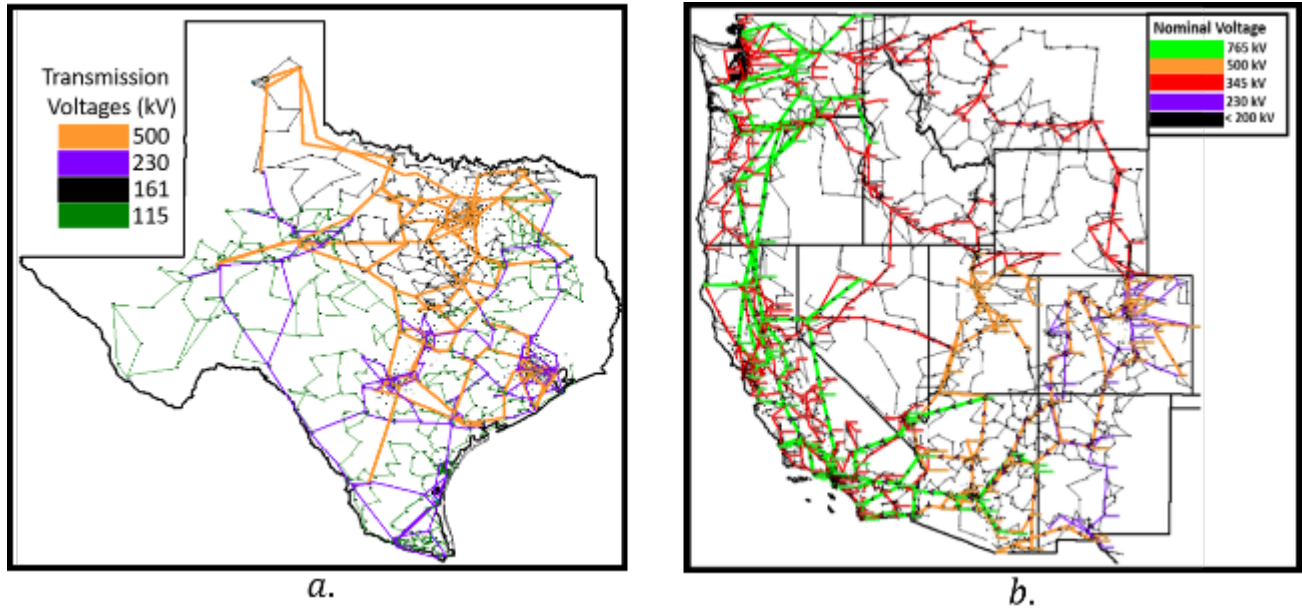 Transmission
Voltages (kV)
500
230
161
115
a.
Nominal Voltage
765 kV
500 kV
345 kV
230 kV
< 200 kV
b.